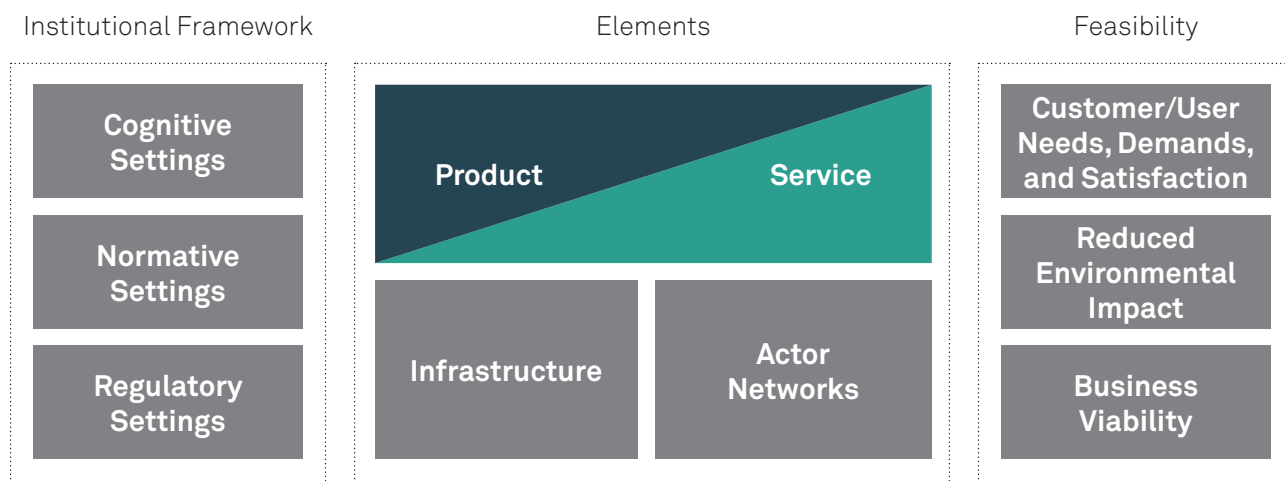 Institutional Framework
Elements
Feasibility
Cognitive
Settings
Normative
Settings
Regulatory
Settings
Product
Service
Infrastructure
Actor
Networks
Customer/User
Needs, Demands,
and Satisfaction
Reduced
Environmental
Impact
Business
Viability